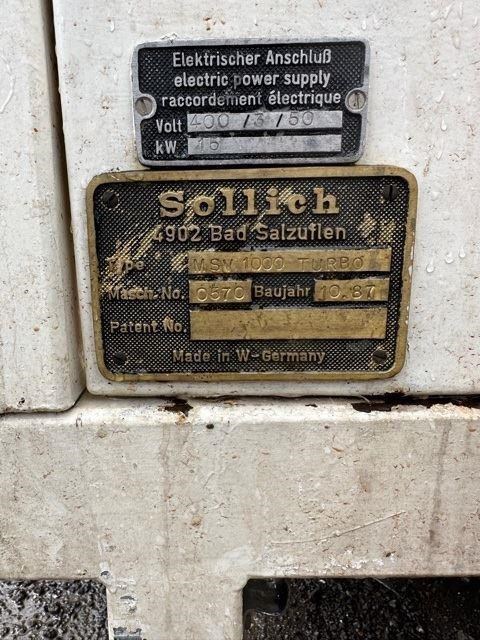 Elektrischer Anschluß
electric power supply
raccordement électrique
Volt 400 /3 /50
kW 16
Sollich
4902 Bad Salzuflen
Type MSV 1000 TURBO
Masch.-No. 0570 Baujahr 10.87
Patent No.
Made in W-Germany